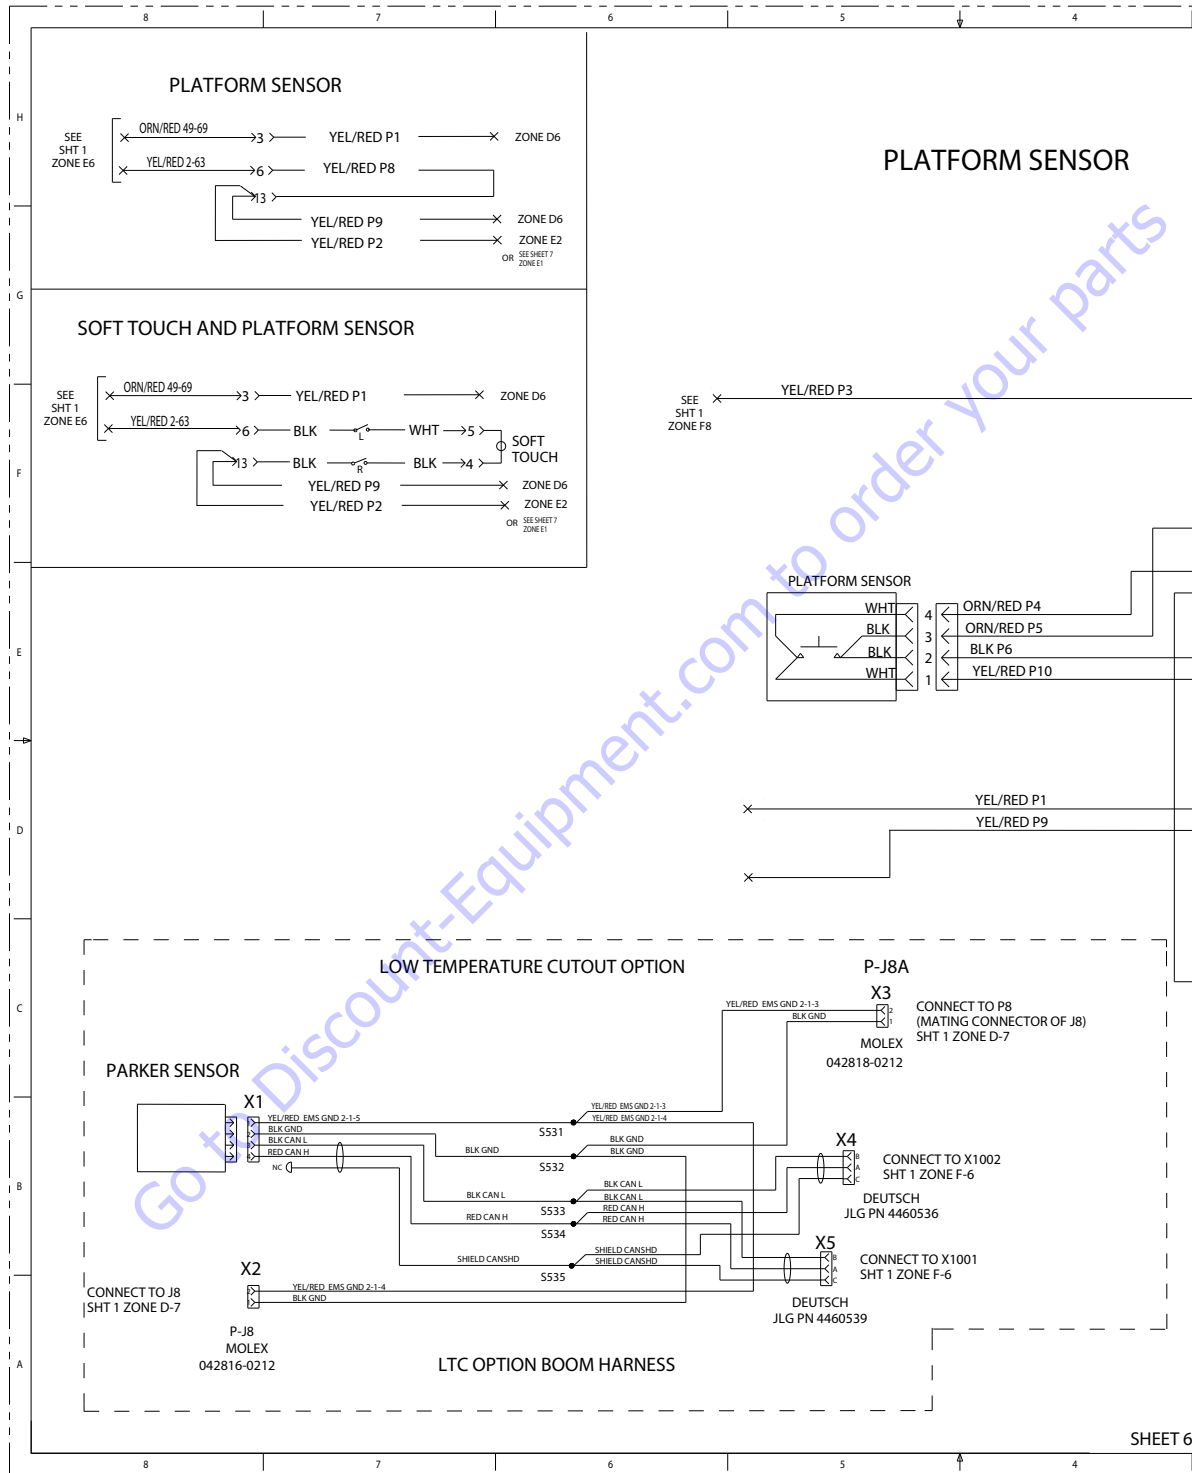 8 7 6 5 4
H
G
F
E
D
C
B
A
PLATFORM SENSOR
SEE
SHT 1
ZONE E6
ORN/RED 49-69
3
YEL/RED P1
ZONE D6
YEL/RED 2-63
6
YEL/RED P8
13
YEL/RED P9
ZONE D6
YEL/RED P2
ZONE E2
OR SEE SHEET 7
ZONE E1
SOFT TOUCH AND PLATFORM SENSOR
SEE
SHT 1
ZONE E6
ORN/RED 49-69
3
YEL/RED P1
ZONE D6
YEL/RED 2-63
6
BLK
L
WHT
5
SOFT
TOUCH
13
BLK
R
BLK
4
YEL/RED P9
ZONE D6
YEL/RED P2
ZONE E2
OR SEE SHEET 7
ZONE E1
PLATFORM SENSOR
SEE
SHT 1
ZONE F8
YEL/RED P3
PLATFORM SENSOR
WHT 4 ORN/RED P4
BLK 3 ORN/RED P5
BLK 2 BLK P6
WHT 1 YEL/RED P10
YEL/RED P1
YEL/RED P9
LOW TEMPERATURE CUTOUT OPTION
P-J8A
X3
YEL/RED EMS GND 2-1-3
2
BLK GND
1
CONNECT TO P8
(MATING CONNECTOR OF J8)
SHT 1 ZONE D-7
MOLEX
042818-0212
PARKER SENSOR
X1
1
YEL/RED EMS GND 2-1-5
2
BLK GND
3
BLK CAN L
4
RED CAN H
NC
YEL/RED EMS GND 2-1-3
YEL/RED EMS GND 2-1-4
S531
BLK GND
BLK GND
BLK GND
S532
BLK CAN L
BLK CAN L
BLK CAN L
S533
RED CAN H
RED CAN H
RED CAN H
S534
SHIELD CANSHD
SHIELD CANSHD
SHIELD CANSHD
S535
X4
B
A
C
CONNECT TO X1002
SHT 1 ZONE F-6
DEUTSCH
JLG PN 4460536
X5
B
A
C
CONNECT TO X1001
SHT 1 ZONE F-6
DEUTSCH
JLG PN 4460539
X2
CONNECT TO J8
SHT 1 ZONE D-7
2
YEL/RED EMS GND 2-1-4
1
BLK GND
P-J8
MOLEX
042816-0212
LTC OPTION BOOM HARNESS
SHEET 6
8 7 6 5 4
Go to Discount-Equipment.com to order your parts